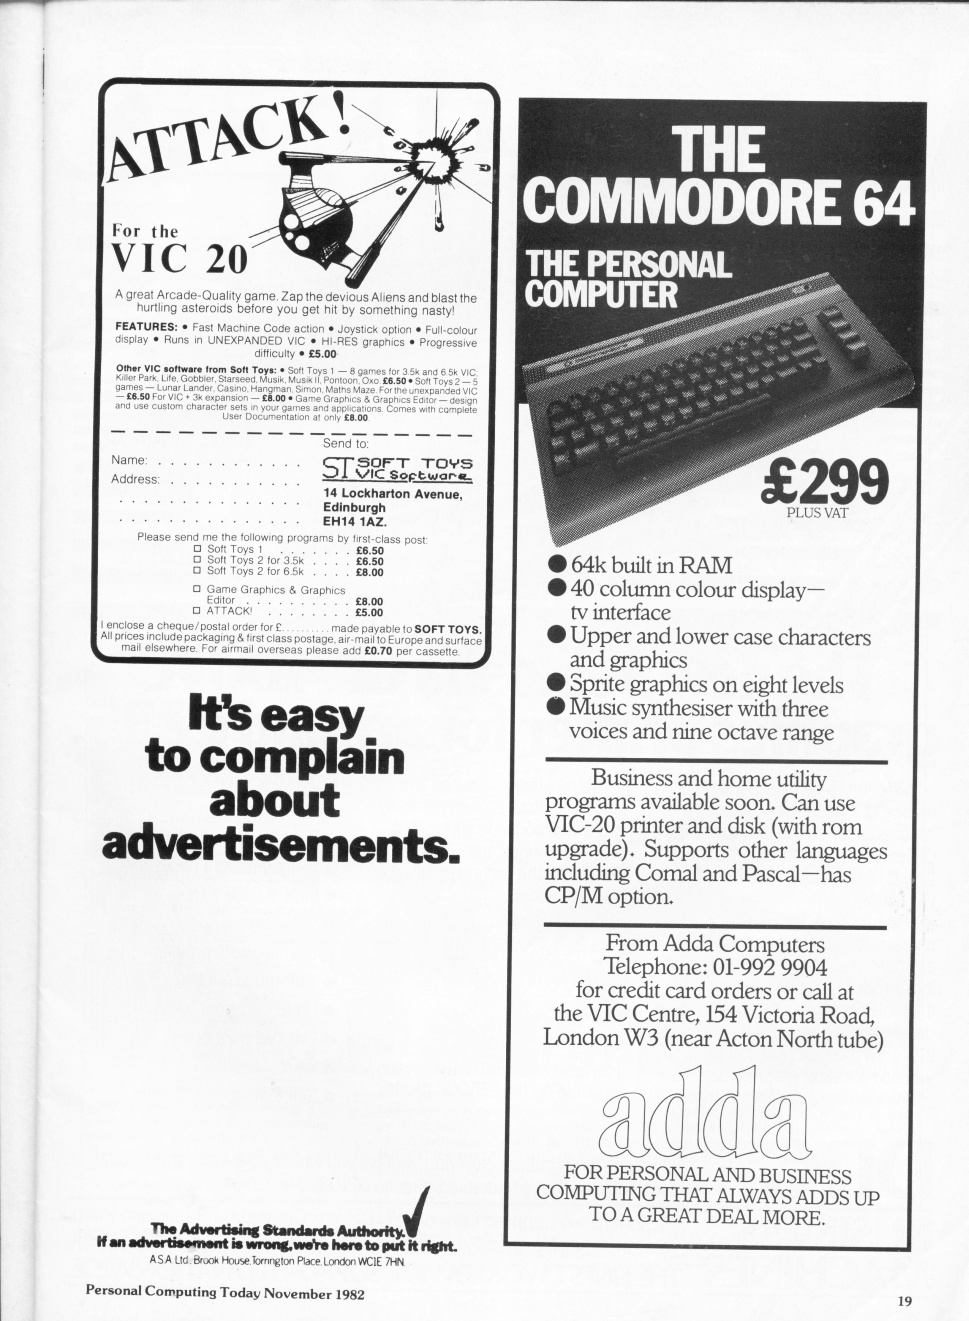 ATTACK!
For the
VIC 20
A great Arcade-Quality game. Zap the devious Aliens and blast the
hurtling asteroids before you get hit by something nasty!
FEATURES: • Fast Machine Code action • Joystick option • Full-colour
display • Runs in UNEXPANDED VIC • HI-RES graphics • Progressive
difficulty • £5.00
Other VIC software from Soft Toys: • Soft Toys 1 — 8 games for 3.5k and 6.5k VIC;
Killer Park, Life, Gobbler, Starseed, Musik, Musik II, Pontoon, Oxo. £6.50 • Soft Toys 2 — 5
games — Lunar Lander, Casino, Hangman, Simon, Maths Maze. For the unexpanded VIC
— £6.50 For VIC + 3k expansion — £8.00 • Game Graphics & Graphics Editor — design
and use custom character sets in your games and applications. Comes with complete
User Documentation at only £8.00.
Send to:
Name: . . . . . . . . . . . .
Address: . . . . . . . . . . .
ST SOFT TOYS
VIC Software
14 Lockharton Avenue,
Edinburgh
EH14 1AZ.
Please send me the following programs by first-class post:
□ Soft Toys 1 . . . . . . . £6.50
□ Soft Toys 2 for 3.5k . . . . £6.50
□ Soft Toys 2 for 6.5k . . . . £8.00
□ Game Graphics & Graphics
Editor . . . . . . . . . . £8.00
□ ATTACK! . . . . . . . . £5.00
I enclose a cheque/postal order for £. . . . . . . . . . made payable to SOFT TOYS.
All prices include packaging & first class postage, air-mail to Europe and surface
mail elsewhere. For airmail overseas please add £0.70 per cassette.
It's easy
to complain
about
advertisements.
The Advertising Standards Authority.
If an advertisement is wrong, we're here to put it right.
A.S.A. Ltd., Brook House, Torrington Place, London WC1E 7HN.
THE
COMMODORE 64
THE PERSONAL
COMPUTER
£299
PLUS VAT
● 64k built in RAM
● 40 column colour display—
tv interface
● Upper and lower case characters
and graphics
● Sprite graphics on eight levels
● Music synthesiser with three
voices and nine octave range
Business and home utility
programs available soon. Can use
VIC-20 printer and disk (with rom
upgrade). Supports other languages
including Comal and Pascal—has
CP/M option.
From Adda Computers
Telephone: 01-992 9904
for credit card orders or call at
the VIC Centre, 154 Victoria Road,
London W3 (near Acton North tube)
adda
FOR PERSONAL AND BUSINESS
COMPUTING THAT ALWAYS ADDS UP
TO A GREAT DEAL MORE.
Personal Computing Today November 1982
19